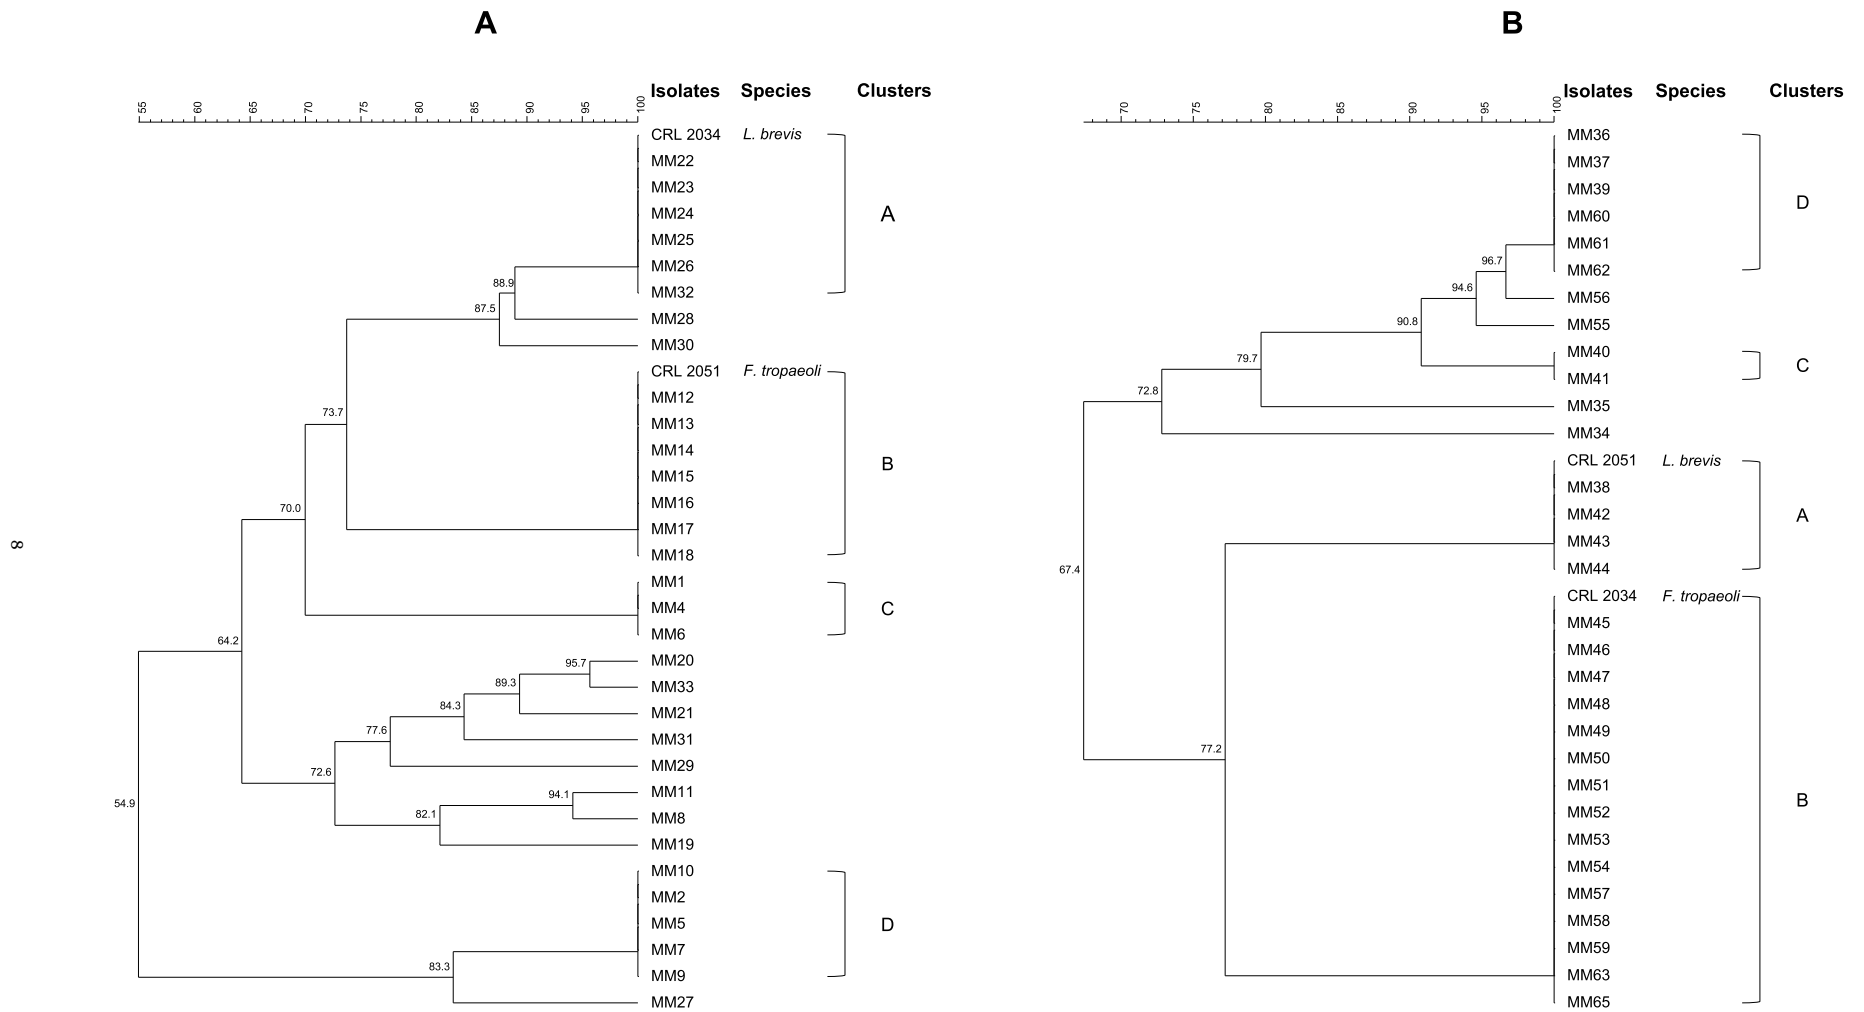 A
Isolates Species Clusters
55 60 65 70 75 80 85 90 95 100
CRL 2034 L. brevis
MM22
MM23
MM24
A
MM25
MM26
88.9
MM32
87.5
MM28
MM30
CRL 2051 F. tropaeoli
MM12
73.7
MM13
MM14
B
MM15
MM16
70.0
MM17
MM18
MM1
MM4
C
MM6
64.2
MM20
95.7
MM33
89.3
MM21
84.3
MM31
77.6
MM29
72.6
MM11
94.1
54.9
MM8
82.1
MM19
MM10
MM2
MM5
D
MM7
83.3
MM9
MM27
8
B
Isolates Species Clusters
70 75 80 85 90 95 100
MM36
MM37
MM39
D
MM60
MM61
96.7
MM62
94.6
MM56
90.8
MM55
MM40
79.7
C
MM41
72.8
MM35
MM34
CRL 2051 L. brevis
MM38
A
MM42
MM43
67.4
MM44
CRL 2034 F. tropaeoli
MM45
MM46
MM47
MM48
MM49
77.2
MM50
MM51
B
MM52
MM53
MM54
MM57
MM58
MM59
MM63
MM65